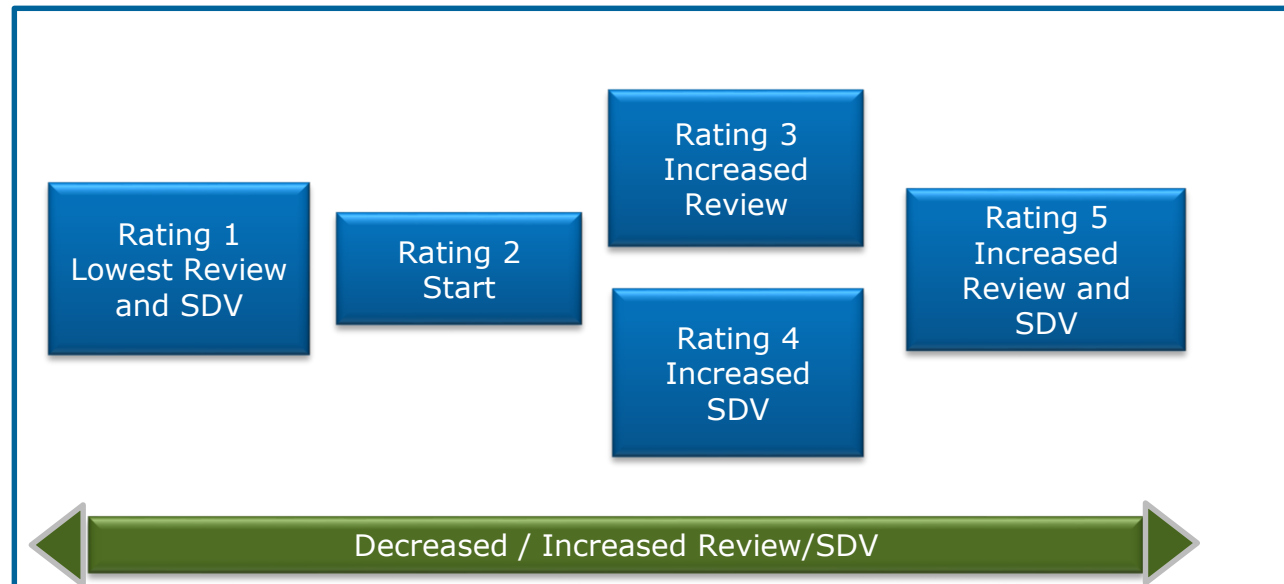 Rating 1
Lowest Review
and SDV
Rating 2
Start
Rating 3
Increased
Review
Rating 4
Increased
SDV
Rating 5
Increased
Review and
SDV
Decreased / Increased Review/SDV